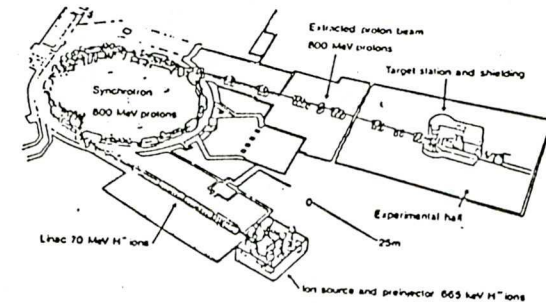 Extracted proton beam
800 MeV protons
Target station and shielding
Synchrotron
800 MeV protons
Experimental hall
25m
Linac 70 MeV H⁻ ions
Ion source and preinjector 665 keV H⁻ ions